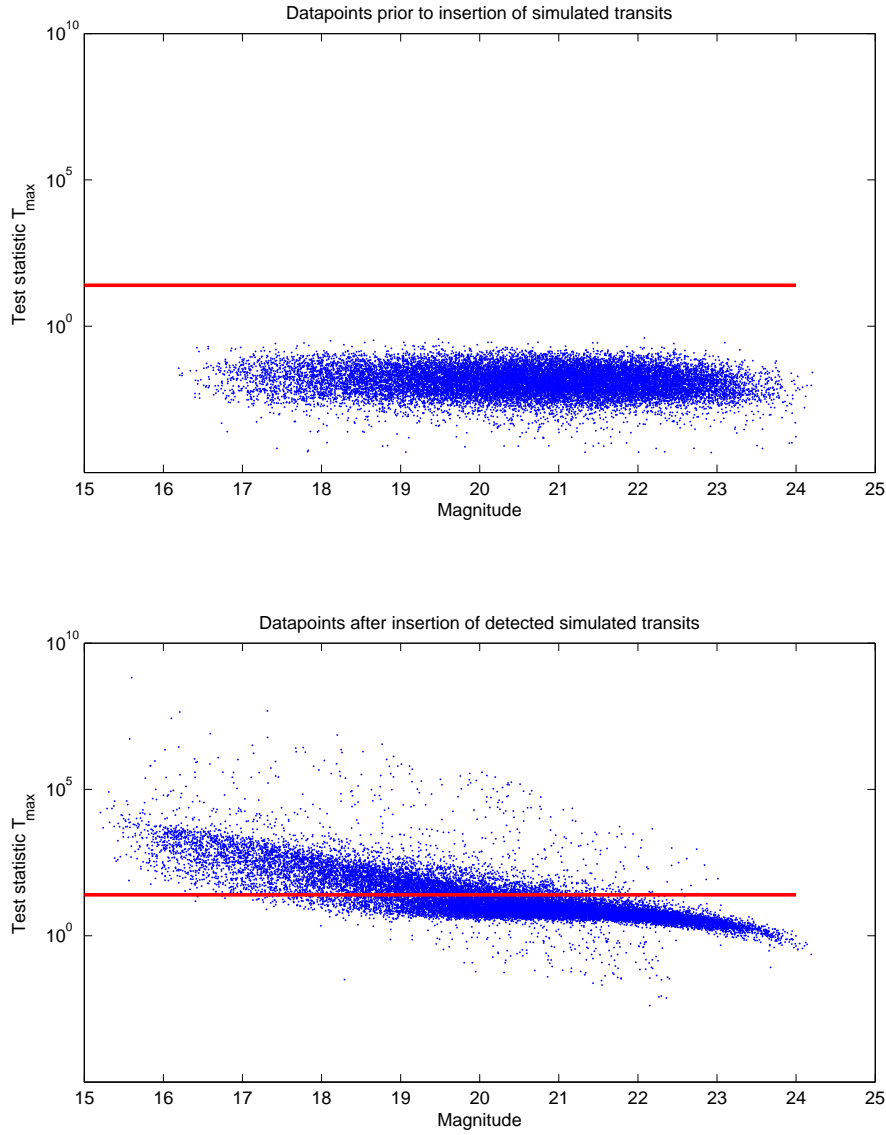 Datapoints prior to insertion of simulated transits
10^10
10^5
10^0
Test statistic T_max
15 16 17 18 19 20 21 22 23 24 25
Magnitude
Datapoints after insertion of detected simulated transits
10^10
10^5
10^0
Test statistic T_max
15 16 17 18 19 20 21 22 23 24 25
Magnitude